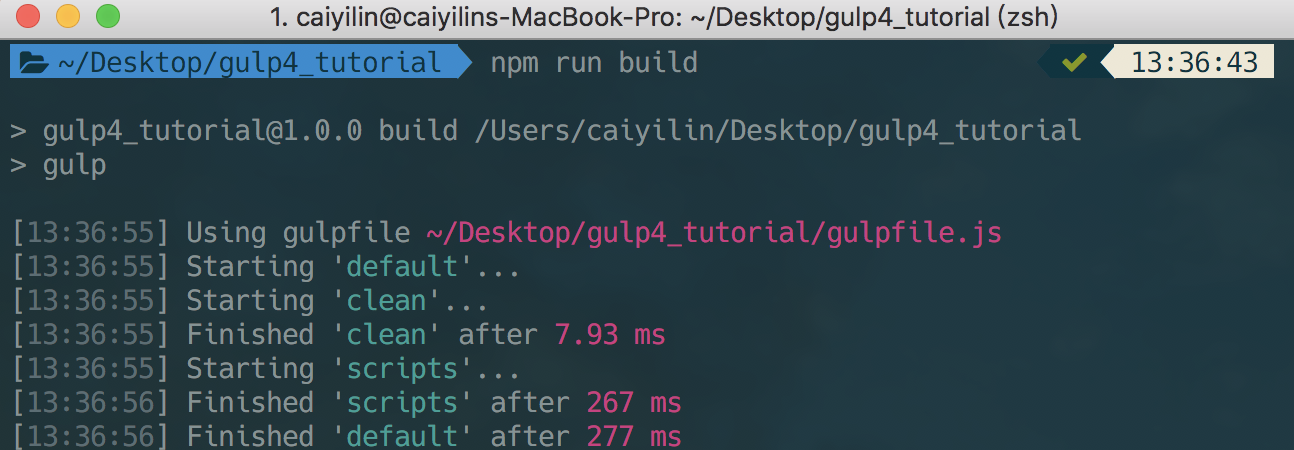 1. caiyilin@caiyilins-MacBook-Pro: ~/Desktop/gulp4_tutorial (zsh)
~/Desktop/gulp4_tutorial npm run build 13:36:43
> gulp4_tutorial@1.0.0 build /Users/caiyilin/Desktop/gulp4_tutorial
> gulp
[13:36:55] Using gulpfile ~/Desktop/gulp4_tutorial/gulpfile.js
[13:36:55] Starting 'default'...
[13:36:55] Starting 'clean'...
[13:36:55] Finished 'clean' after 7.93 ms
[13:36:55] Starting 'scripts'...
[13:36:56] Finished 'scripts' after 267 ms
[13:36:56] Finished 'default' after 277 ms